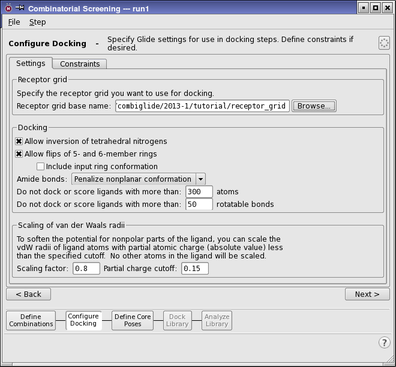 Combinatorial Screening — run1
File Step
Configure Docking - Specify Glide settings for use in docking steps. Define constraints if
desired.
Settings Constraints
Receptor grid
Specify the receptor grid you want to use for docking.
Receptor grid base name: combiglide/2013-1/tutorial/receptor_grid Browse...
Docking
Allow inversion of tetrahedral nitrogens
Allow flips of 5- and 6-member rings
Include input ring conformation
Amide bonds: Penalize nonplanar conformation
Do not dock or score ligands with more than: 300 atoms
Do not dock or score ligands with more than: 50 rotatable bonds
Scaling of van der Waals radii
To soften the potential for nonpolar parts of the ligand, you can scale the
vdW radii of ligand atoms with partial atomic charge (absolute value) less
than the specified cutoff. No other atoms in the ligand will be scaled.
Scaling factor: 0.8 Partial charge cutoff: 0.15
< Back Next >
Define
Combinations
Configure
Docking
Define Core
Poses
Dock
Library
Analyze
Library
?